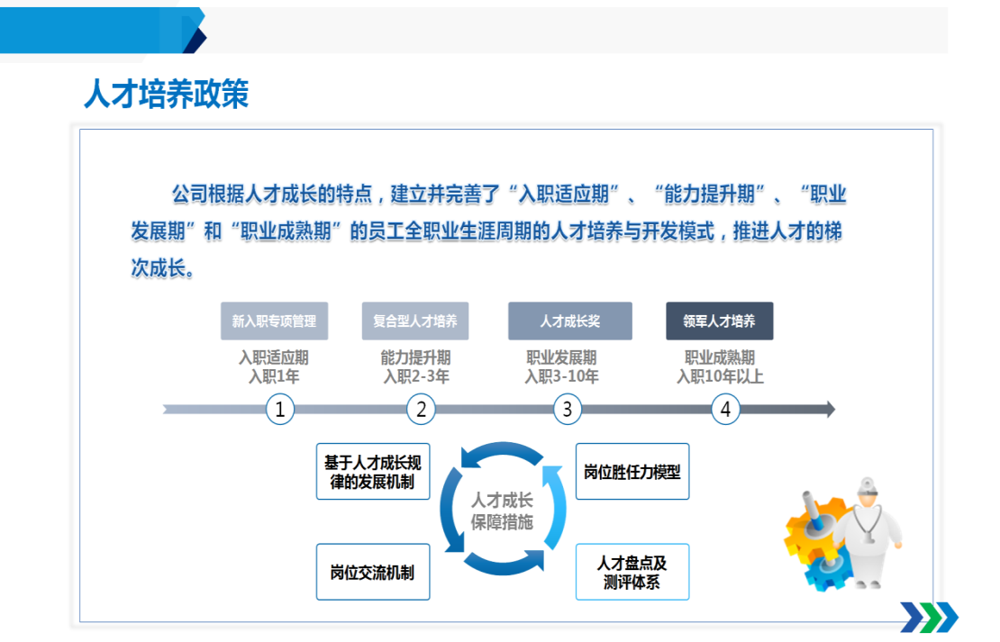 人才培养政策
公司根据人才成长的特点，建立并完善了“入职适应期”、“能力提升期”、“职业
发展期”和“职业成熟期”的员工全职业生涯周期的人才培养与开发模式，推进人才的梯
次成长。
新入职专项管理
复合型人才培养
人才成长奖
领军人才培养
入职适应期
入职1年
能力提升期
入职2-3年
职业发展期
入职3-10年
职业成熟期
入职10年以上
1
2
3
4
基于人才成长规
律的发展机制
人才成长
保障措施
岗位胜任力模型
岗位交流机制
人才盘点及
测评体系